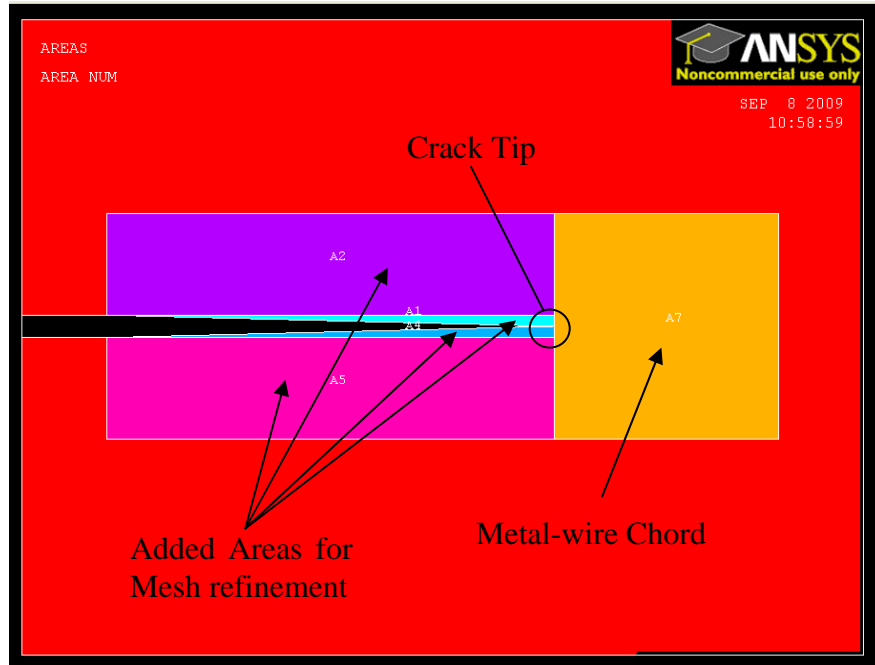 AREAS
AREA NUM
ANSYS
Noncommercial use only
SEP 8 2009
10:58:59
Crack Tip
A2
A1
A4
A7
A5
Added Areas for
Mesh refinement
Metal-wire Chord